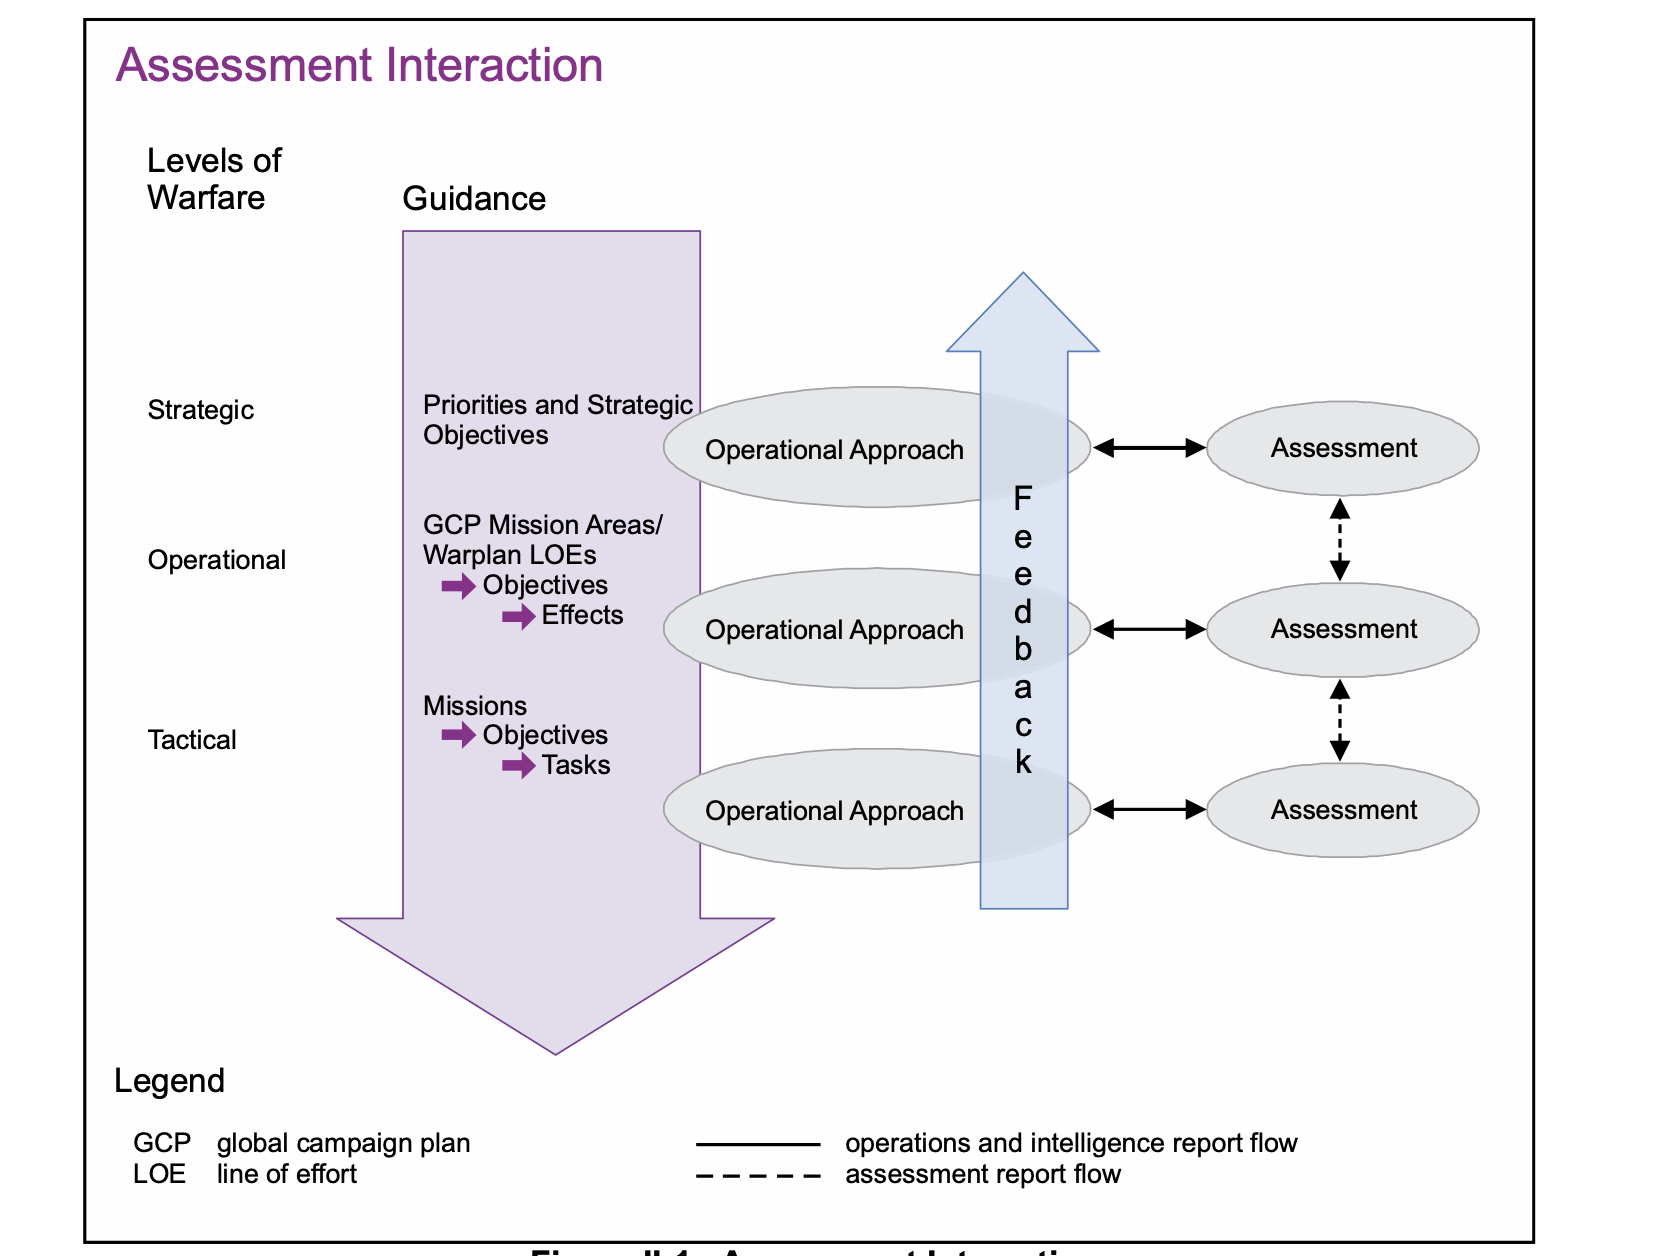 Assessment Interaction
Levels of
Warfare
Guidance
Strategic
Priorities and Strategic
Objectives
Operational Approach
Assessment
Operational
GCP Mission Areas/
Warplan LOEs
Objectives
Effects
Operational Approach
Assessment
Tactical
Missions
Objectives
Tasks
Operational Approach
Assessment
Feedback
Legend
GCP global campaign plan
LOE line of effort
operations and intelligence report flow
assessment report flow